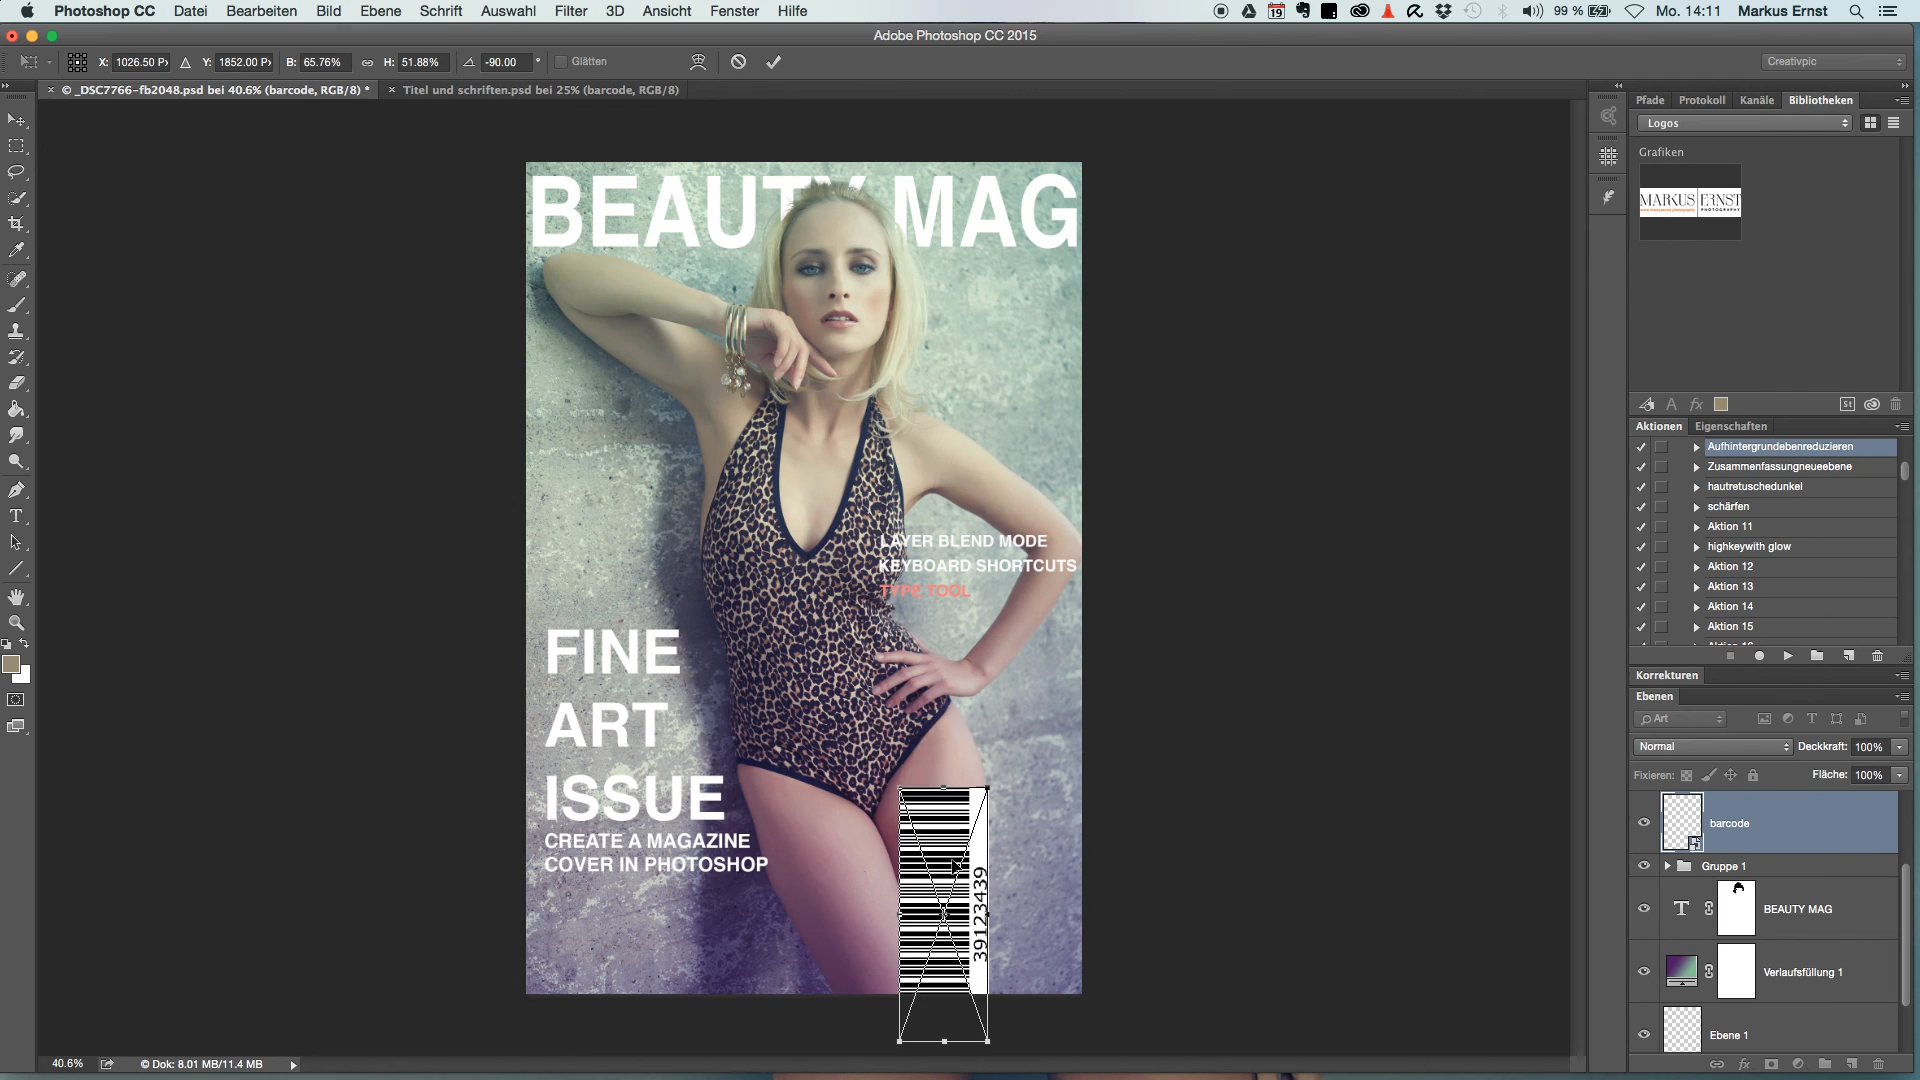 Photoshop CC Datei Bearbeiten Bild Ebene Schrift Auswahl Filter 3D Ansicht Fenster Hilfe 19 99 % Mo. 14:11 Markus Ernst
Adobe Photoshop CC 2015
X: 1026.50 Px Y: 1852.00 Px B: 65.76% H: 51.88% -90.00 ° Glätten Creativpic
© _DSC7766-fb2048.psd bei 40.6% (barcode, RGB/8) * Titel und schriften.psd bei 25% (barcode, RGB/8)
Pfade Protokoll Kanäle Bibliotheken
Logos
Grafiken
MARKUS ERNST
PHOTOGRAPHY
BEAUTY MAG
LAYER BLEND MODE
KEYBOARD SHORTCUTS
TYPE TOOL
FINE
ART
ISSUE
CREATE A MAGAZINE
COVER IN PHOTOSHOP
39123439
St
Aktionen Eigenschaften
Aufhintergrundebenreduzieren
Zusammenfassungneueebene
hautretuschedunkel
schärfen
Aktion 11
highkeywith glow
Aktion 12
Aktion 13
Aktion 14
Aktion 15
Korrekturen
Ebenen
Art
Normal Deckkraft: 100%
Fixieren: Fläche: 100%
barcode
Gruppe 1
BEAUTY MAG
Verlaufsfüllung 1
Ebene 1
40.6% © Dok: 8.01 MB/11.4 MB